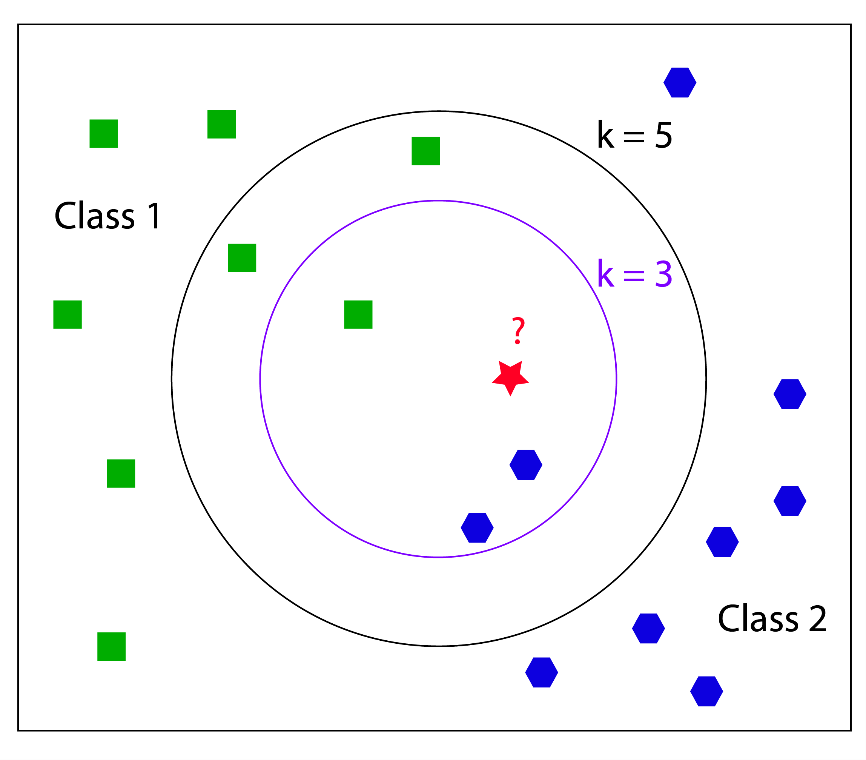 k = 5
Class 1
k = 3
?
Class 2